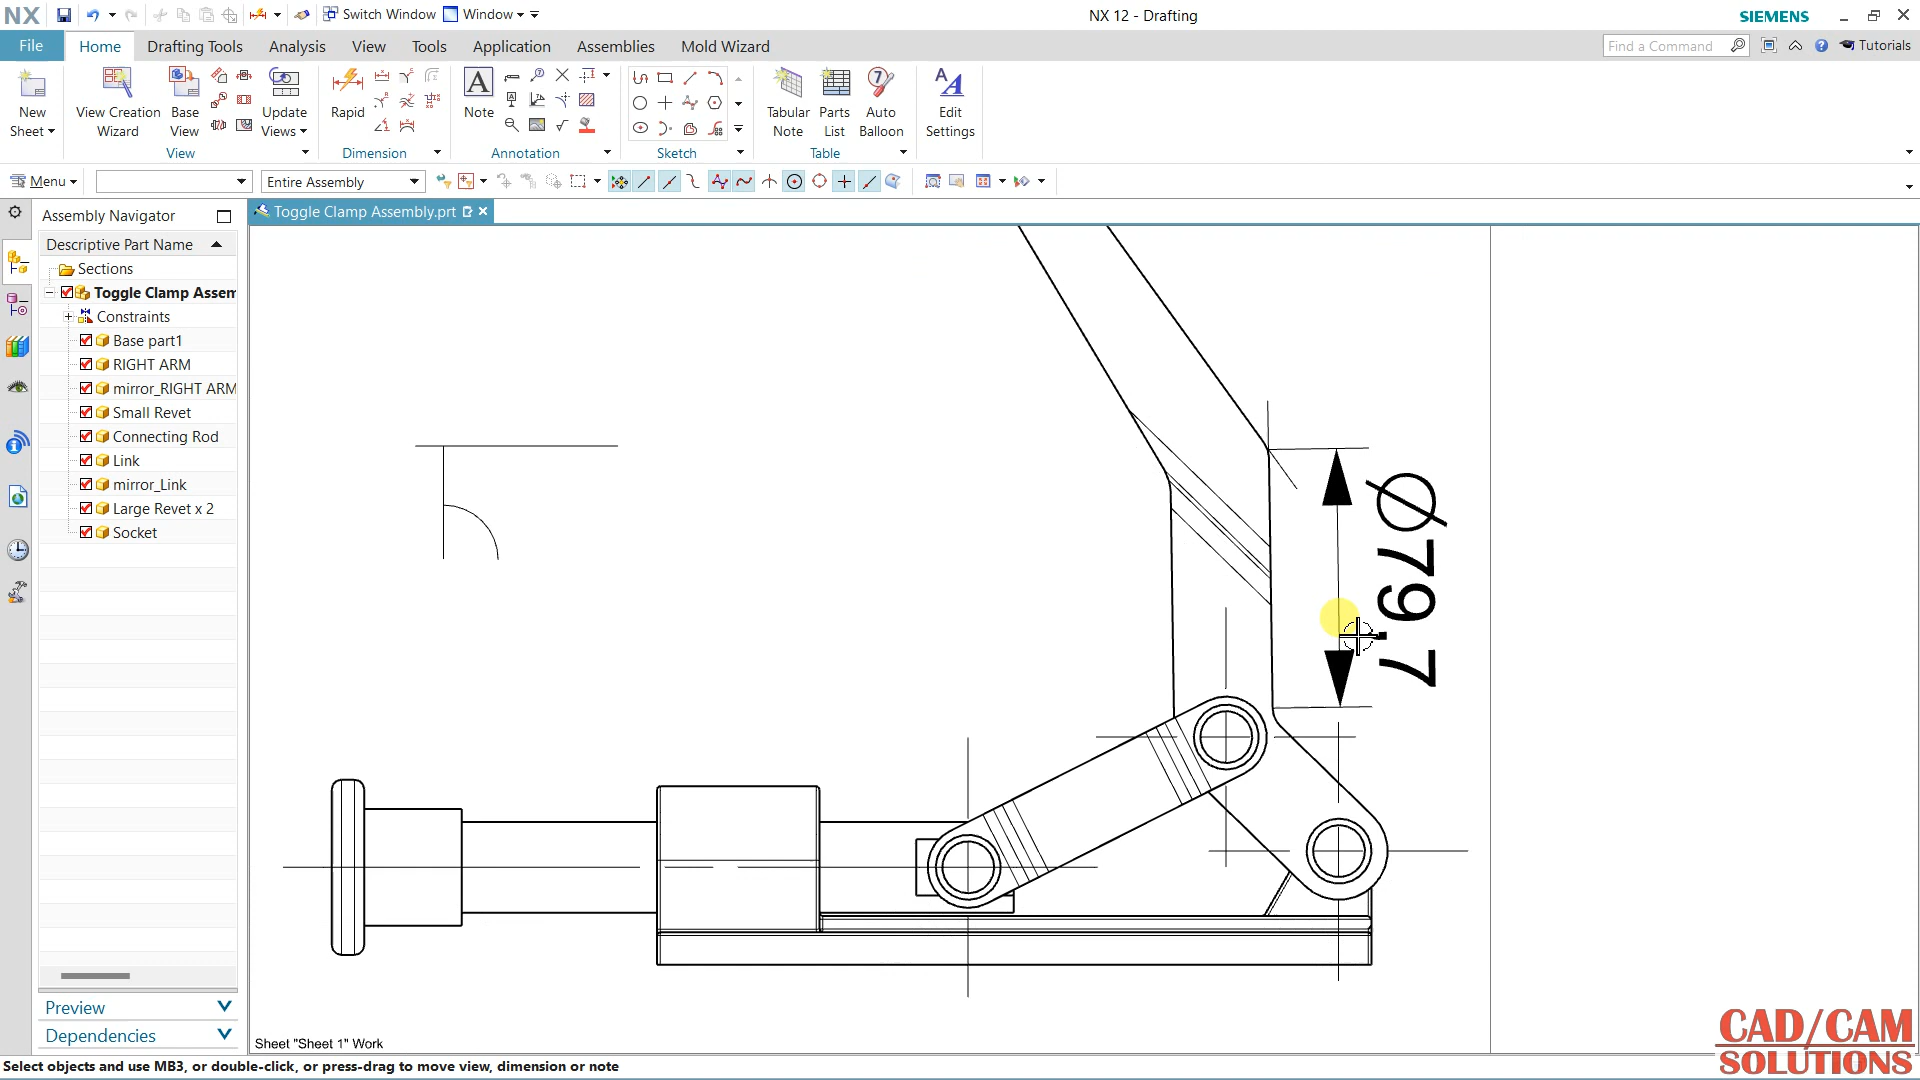 NX
Switch Window
Window
NX 12 - Drafting
SIEMENS
File
Home
Drafting Tools
Analysis
View
Tools
Application
Assemblies
Mold Wizard
Find a Command
Tutorials
New
Sheet
View Creation
Wizard
Base
View
Update
Views
Rapid
A
Note
Tabular
Note
Parts
List
7
Auto
Balloon
A A
Edit
Settings
View
Dimension
Annotation
Sketch
Table
Menu
Entire Assembly
Assembly Navigator
Toggle Clamp Assembly.prt
Descriptive Part Name
Sections
Toggle Clamp Assem
Constraints
Base part1
RIGHT ARM
mirror_RIGHT ARM
Small Revet
Connecting Rod
Link
mirror_Link
Large Revet x 2
Socket
Ø79,7
Preview
Dependencies
Sheet "Sheet 1" Work
Select objects and use MB3, or double-click, or press-drag to move view, dimension or note
CAD/CAM
SOLUTIONS